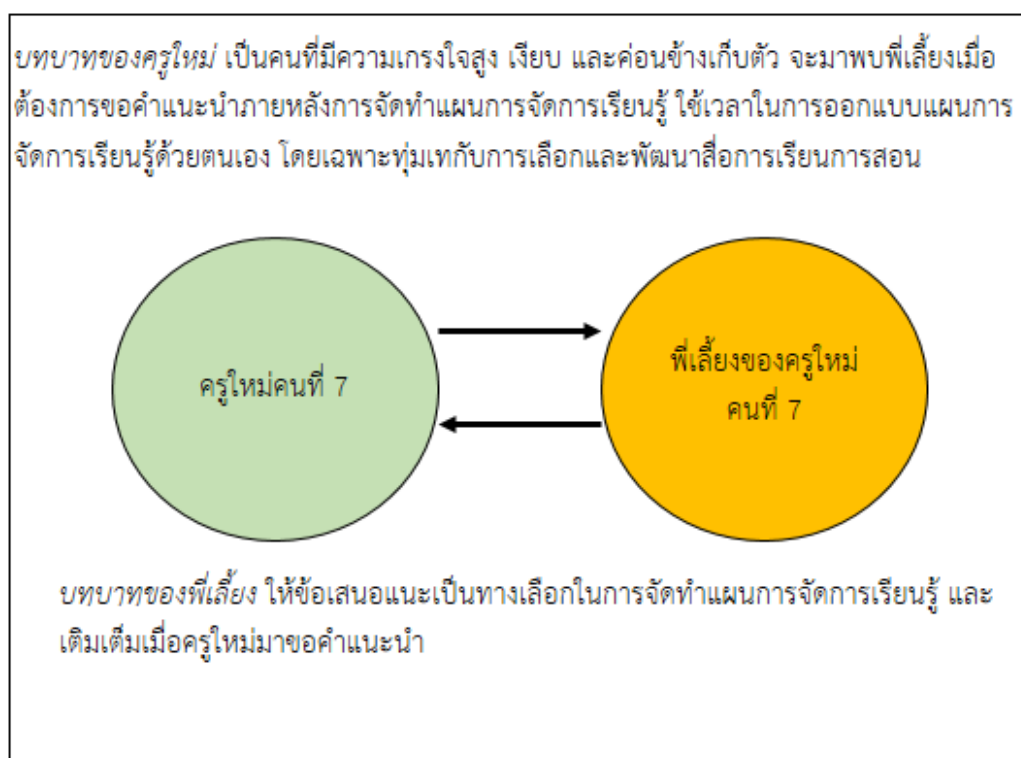 บทบาทของครูใหม่ เป็นคนที่มีความเกรงใจสูง เงียบ และค่อนข้างเก็บตัว จะมาพบพี่เลี้ยงเมื่อ
ต้องการขอคำแนะนำภายหลังการจัดทำแผนการจัดการเรียนรู้ ใช้เวลาในการออกแบบแผนการ
จัดการเรียนรู้ด้วยตนเอง โดยเฉพาะทุ่มเทกับการเลือกและพัฒนาสื่อการเรียนการสอน
ครูใหม่คนที่ 7
พี่เลี้ยงของครูใหม่
คนที่ 7
บทบาทของพี่เลี้ยง ให้ข้อเสนอแนะเป็นทางเลือกในการจัดทำแผนการจัดการเรียนรู้ และ
เติมเต็มเมื่อครูใหม่มาขอคำแนะนำ